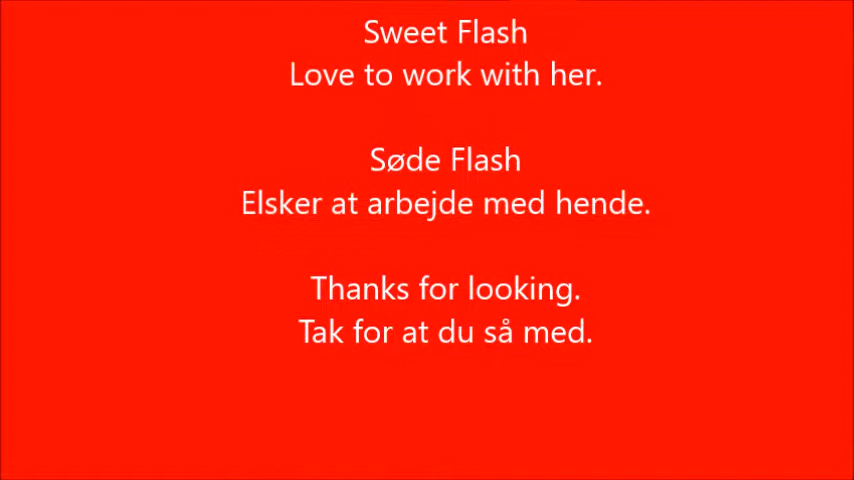 Sweet Flash
Love to work with her.
Søde Flash
Elsker at arbejde med hende.
Thanks for looking.
Tak for at du så med.